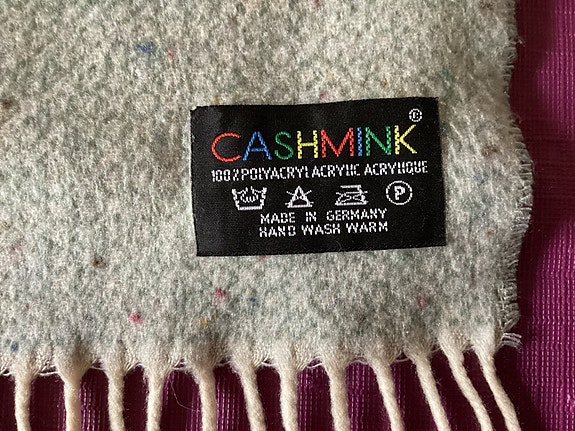 CASHMINK®
100% POLYACRYL ACRYLIC ACRYLIQUE
P
MADE IN GERMANY
HAND WASH WARM